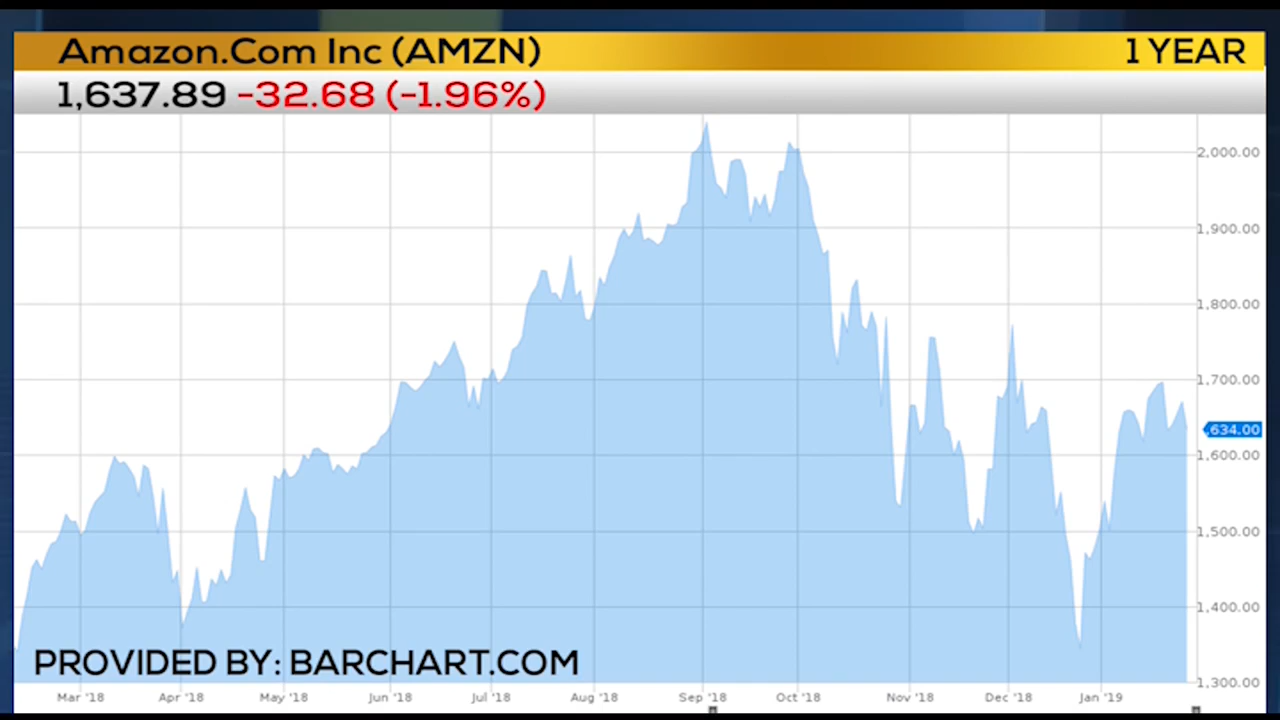 Amazon.Com Inc (AMZN) 1 YEAR
1,637.89 -32.68 (-1.96%)
2,000.00
1,900.00
1,800.00
1,700.00
634.00
1,600.00
1,500.00
1,400.00
1,300.00
PROVIDED BY: BARCHART.COM
Mar '18 Apr '18 May '18 Jun '18 Jul '18 Aug '18 Sep '18 Oct '18 Nov '18 Dec '18 Jan '19